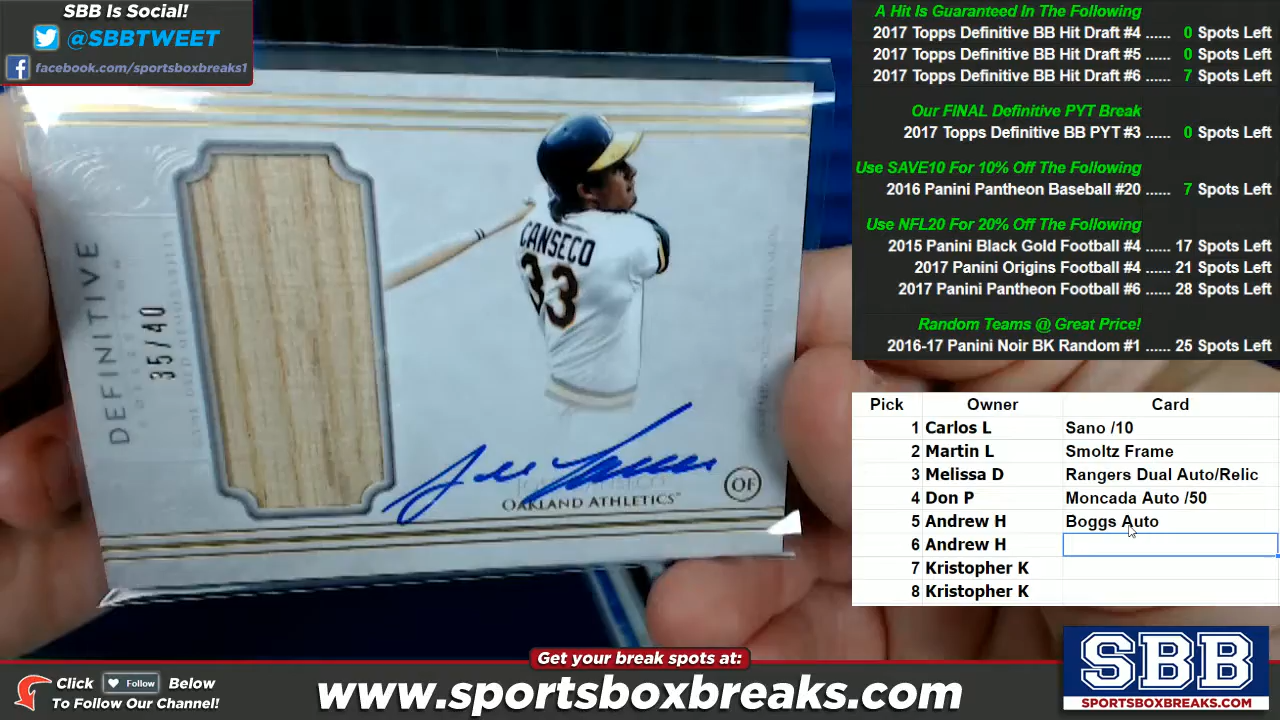 SBB Is Social!
@SBBTWEET
facebook.com/sportsboxbreaks1
DEFINITIVE
35/40
CANSECO
33
OAKLAND ATHLETICS
OF
A Hit Is Guaranteed In The Following
2017 Topps Definitive BB Hit Draft #4 ...... 0 Spots Left
2017 Topps Definitive BB Hit Draft #5 ...... 0 Spots Left
2017 Topps Definitive BB Hit Draft #6 ...... 7 Spots Left
Our FINAL Definitive PYT Break
2017 Topps Definitive BB PYT #3 ...... 0 Spots Left
Use SAVE10 For 10% Off The Following
2016 Panini Pantheon Baseball #20 ...... 7 Spots Left
Use NFL20 For 20% Off The Following
2015 Panini Black Gold Football #4 ...... 17 Spots Left
2017 Panini Origins Football #4 ...... 21 Spots Left
2017 Panini Pantheon Football #6 ...... 28 Spots Left
Random Teams @ Great Price!
2016-17 Panini Noir BK Random #1 ...... 25 Spots Left
Pick Owner Card
1 Carlos L Sano /10
2 Martin L Smoltz Frame
3 Melissa D Rangers Dual Auto/Relic
4 Don P Moncada Auto /50
5 Andrew H Boggs Auto
6 Andrew H
7 Kristopher K
8 Kristopher K
Get your break spots at:
Click Follow Below
To Follow Our Channel!
www.sportsboxbreaks.com
SBB
SPORTSBOXBREAKS.COM